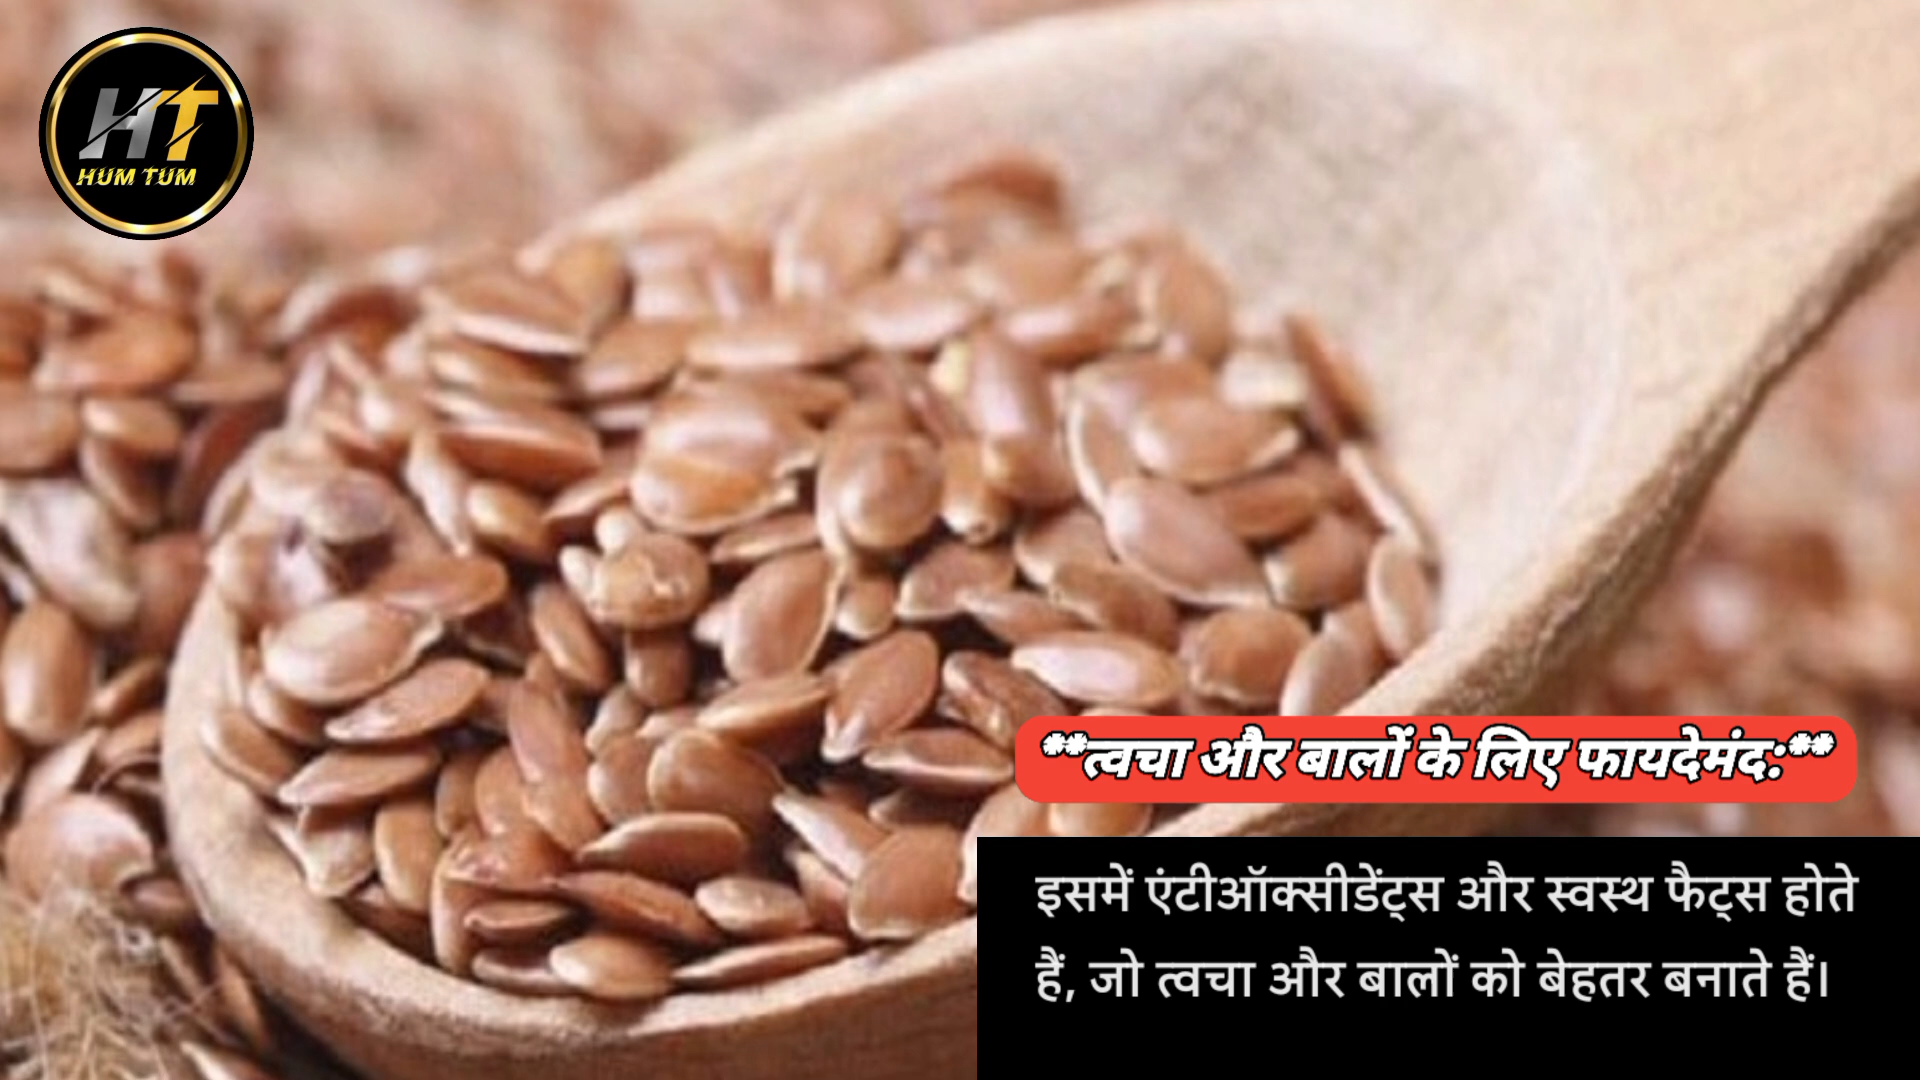 HT
HUM TUM
**त्वचा और बालों के लिए फायदेमंद:**
इसमें एंटीऑक्सीडेंट्स और स्वस्थ फैट्स होते
हैं, जो त्वचा और बालों को बेहतर बनाते हैं।